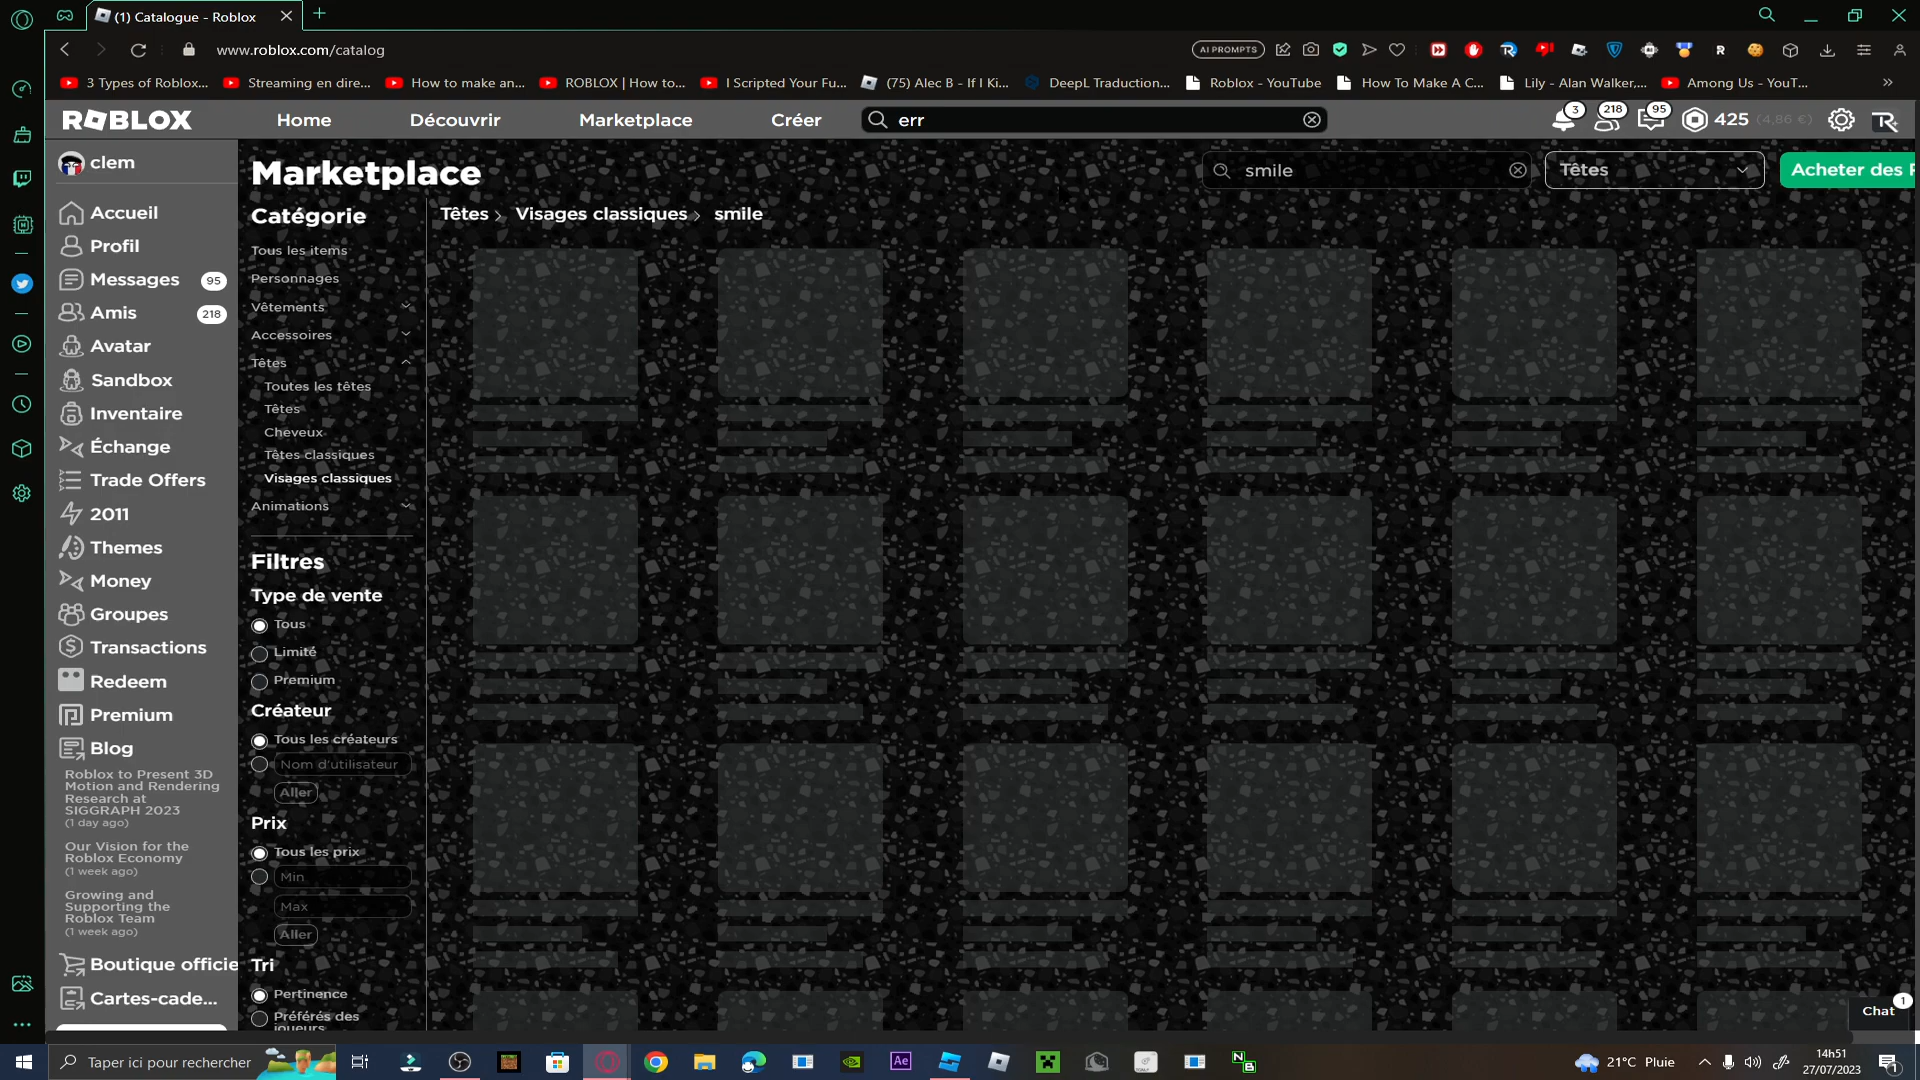 (1) Catalogue - Roblox
www.roblox.com/catalog
AI PROMPTS
3 Types of Roblox...
Streaming en dire...
How to make an...
ROBLOX | How to...
I Scripted Your Fu...
(75) Alec B - If I Ki...
DeepL Traduction...
Roblox - YouTube
How To Make A C...
Lily - Alan Walker,...
Among Us - YouT...
ROBLOX
Home
Découvrir
Marketplace
Créer
err
3
218
95
425 (4,86 €)
clem
Accueil
Profil
Messages 95
Amis 218
Avatar
Sandbox
Inventaire
Échange
Trade Offers
2011
Themes
Money
Groupes
Transactions
Redeem
Premium
Blog
Roblox to Present 3D
Motion and Rendering
Research at
SIGGRAPH 2023
(1 day ago)
Our Vision for the
Roblox Economy
(1 week ago)
Growing and
Supporting the
Roblox Team
(1 week ago)
Boutique officie
Cartes-cade...
Marketplace
smile
Têtes
Acheter des
Catégorie
Tous les items
Personnages
Vêtements
Accessoires
Têtes
Toutes les têtes
Têtes
Cheveux
Têtes classiques
Visages classiques
Animations
Filtres
Type de vente
Tous
Limité
Premium
Créateur
Tous les créateurs
Nom d'utilisateur
Aller
Prix
Tous les prix
Min
Max
Aller
Tri
Pertinence
Préférés des
joueurs
Têtes > Visages classiques > smile
Chat 1
Taper ici pour rechercher
Ae
21°C Pluie
14h51
27/07/2023
1